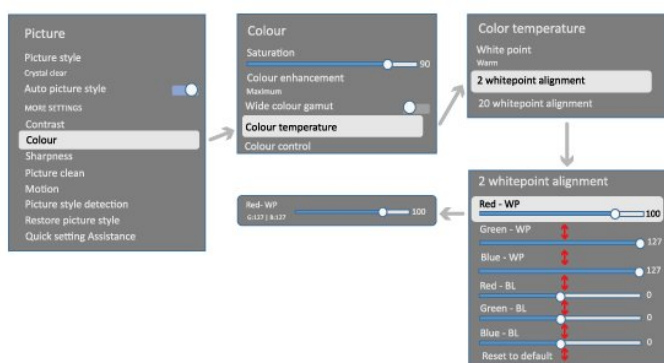 Picture
Picture style
Crystal clear
Auto picture style
MORE SETTINGS
Contrast
Colour
Sharpness
Picture clean
Motion
Picture style detection
Restore picture style
Quick setting Assistance
Colour
Saturation
90
Colour enhancement
Maximum
Wide colour gamut
Colour temperature
Colour control
Color temperature
White point
Warm
2 whitepoint alignment
20 whitepoint alignment
2 whitepoint alignment
Red- WP
100
Green - WP
127
Blue - WP
127
Red - BL
0
Green - BL
0
Blue - BL
0
Reset to default
Red- WP
100
G:127 | B:127